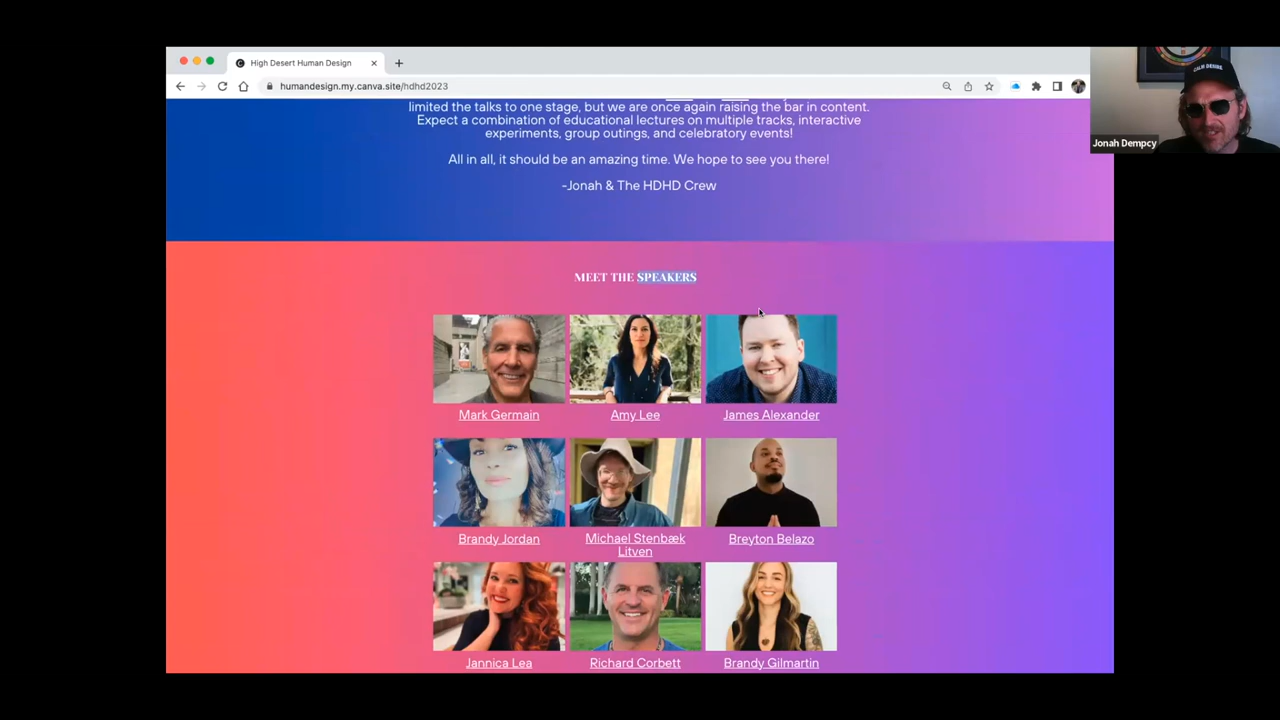 High Desert Human Design
humandesign.my.canva.site/hdhd2023
limited the talks to one stage, but we are once again raising the bar in content.
Expect a combination of educational lectures on multiple tracks, interactive
experiments, group outings, and celebratory events!
All in all, it should be an amazing time. We hope to see you there!
-Jonah & The HDHD Crew
Jonah Dempcy
MEET THE SPEAKERS
Mark Germain
Amy Lee
James Alexander
Brandy Jordan
Michael Stenbæk
Litven
Breyton Belazo
Jannica Lea
Richard Corbett
Brandy Gilmartin